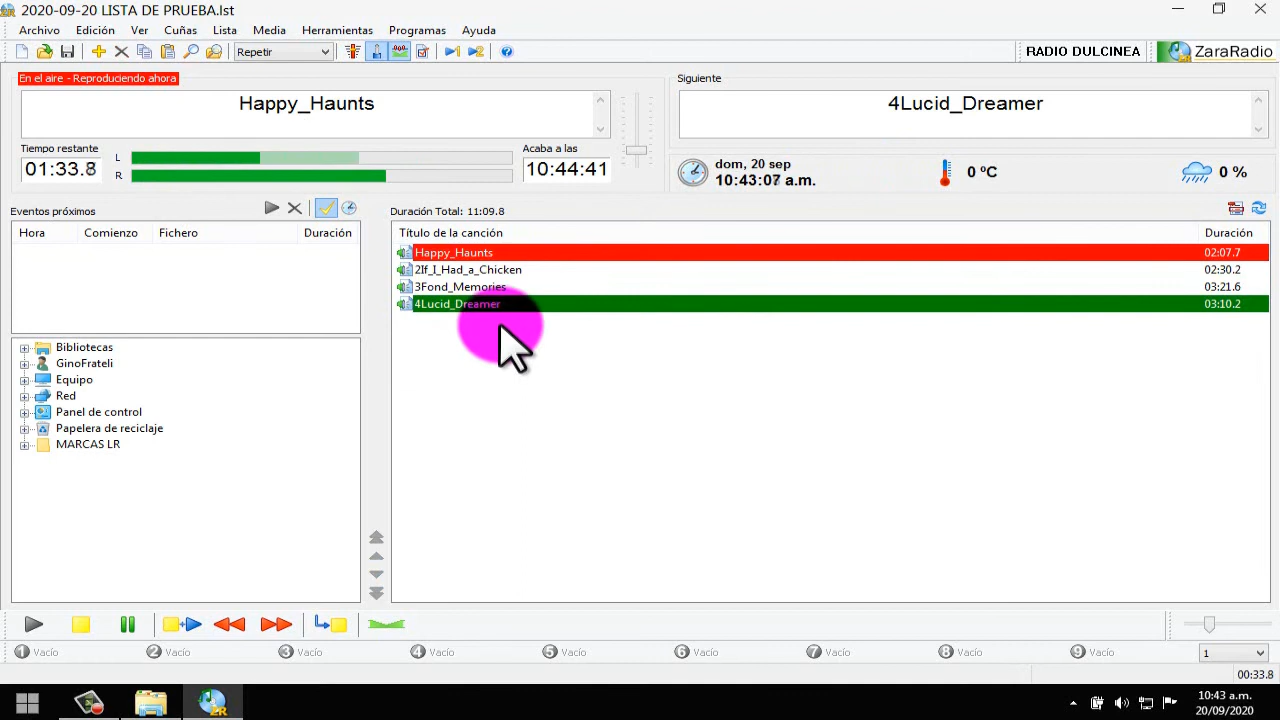 2020-09-20 LISTA DE PRUEBA.lst
Archivo Edición Ver Cuñas Lista Media Herramientas Programas Ayuda
Repetir 1 2 RADIO DULCINEA ZaraRadio
En el aire - Reproduciendo ahora Siguiente
Happy_Haunts 4Lucid_Dreamer
Tiempo restante L Acaba a las
01:33.8 R 10:44:41
dom, 20 sep
10:43:07 a.m. 0 ºC 0 %
Eventos próximos Duración Total: 11:09.8
Hora Comienzo Fichero Duración
Título de la canción Duración
Happy_Haunts 02:07.7
2If_I_Had_a_Chicken 02:30.2
3Fond_Memories 03:21.6
4Lucid_Dreamer 03:10.2
Bibliotecas
GinoFrateli
Equipo
Red
Panel de control
Papelera de reciclaje
MARCAS LR
1 Vacío 2 Vacío 3 Vacío 4 Vacío 5 Vacío 6 Vacío 7 Vacío 8 Vacío 9 Vacío 1
00:33.8
10:43 a.m.
20/09/2020